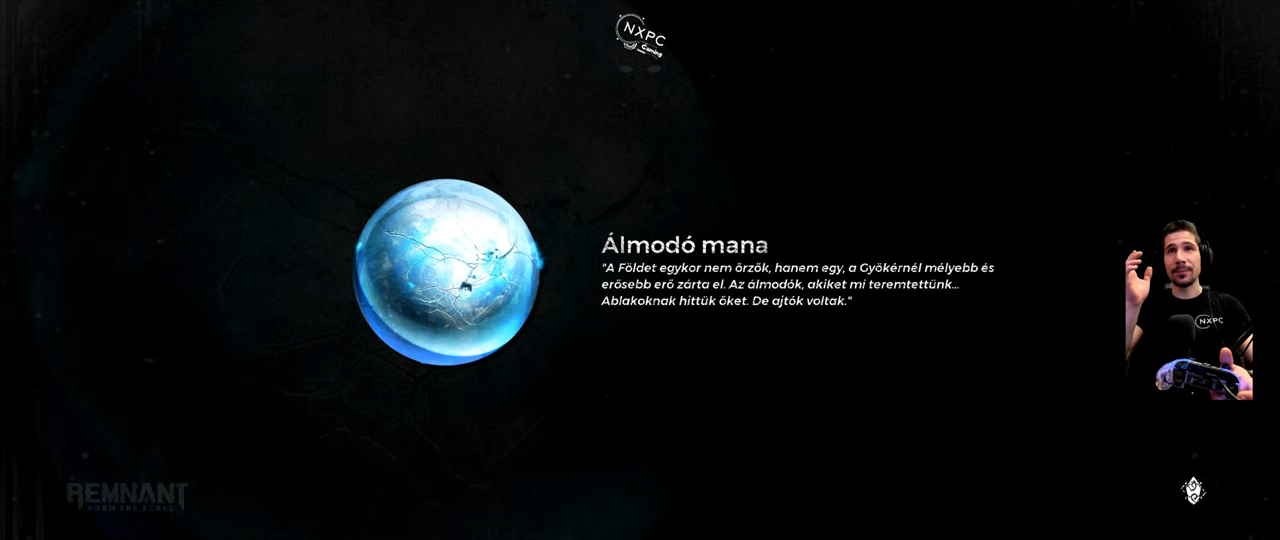 NXPC
Gaming
Álmodó mana
"A Földet egykor nem őrzők, hanem egy, a Gyökérnél mélyebb és
erősebb erő zárta el. Az álmodók, akiket mi teremtettünk...
Ablakoknak hittük őket. De ajtók voltak."
NXPC
REMNANT
FROM THE ASHES